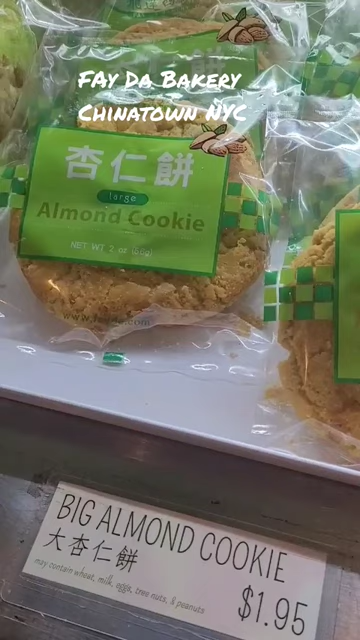 FAY DA BAKERY
CHINATOWN NYC
杏仁餅
large
Almond Cookie
NET WT 2 oz (56g)
BIG ALMOND COOKIE
大杏仁餅
may contain wheat, milk, eggs, tree nuts, & peanuts
$1.95